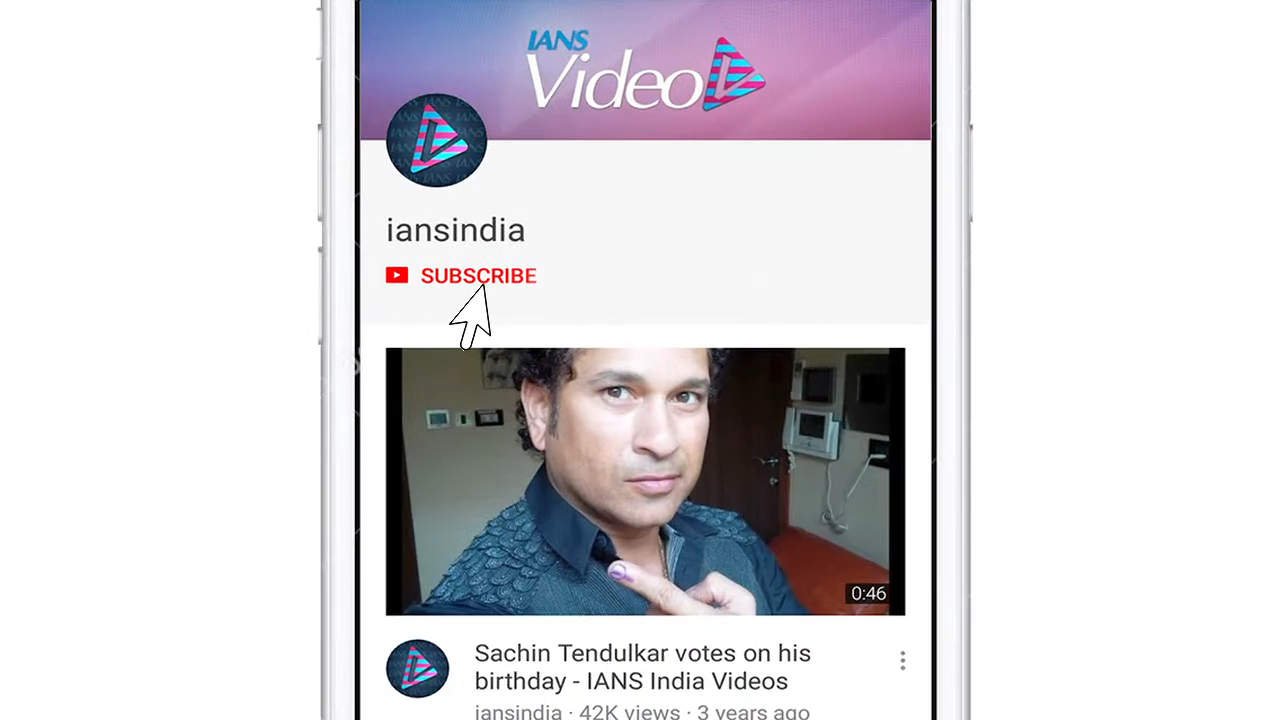 IANS
Video
iansindia
SUBSCRIBE
0:46
Sachin Tendulkar votes on his
birthday - IANS India Videos
iansindia · 42K views · 3 years ago